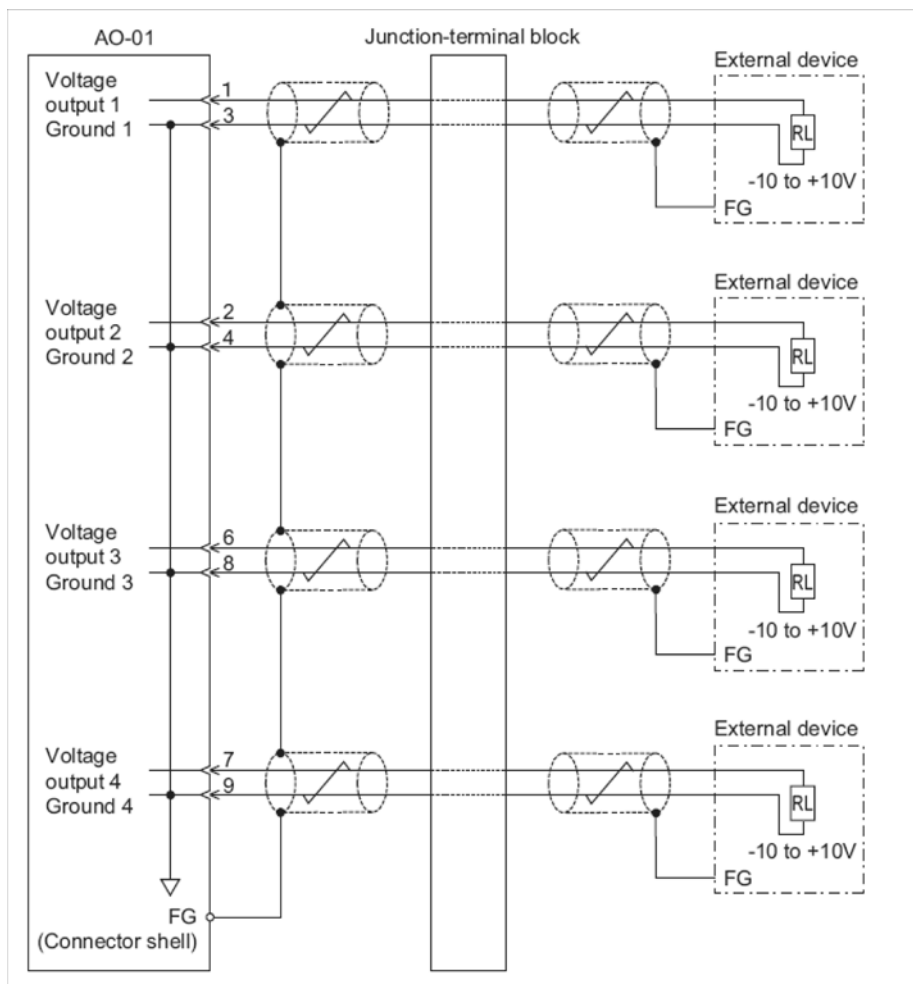 AO-01
Junction-terminal block
External device
Voltage
output 1
Ground 1
1
3
RL
-10 to +10V
FG
External device
Voltage
output 2
Ground 2
2
4
RL
-10 to +10V
FG
External device
Voltage
output 3
Ground 3
6
8
RL
-10 to +10V
FG
External device
Voltage
output 4
Ground 4
7
9
RL
-10 to +10V
FG
FG
(Connector shell)